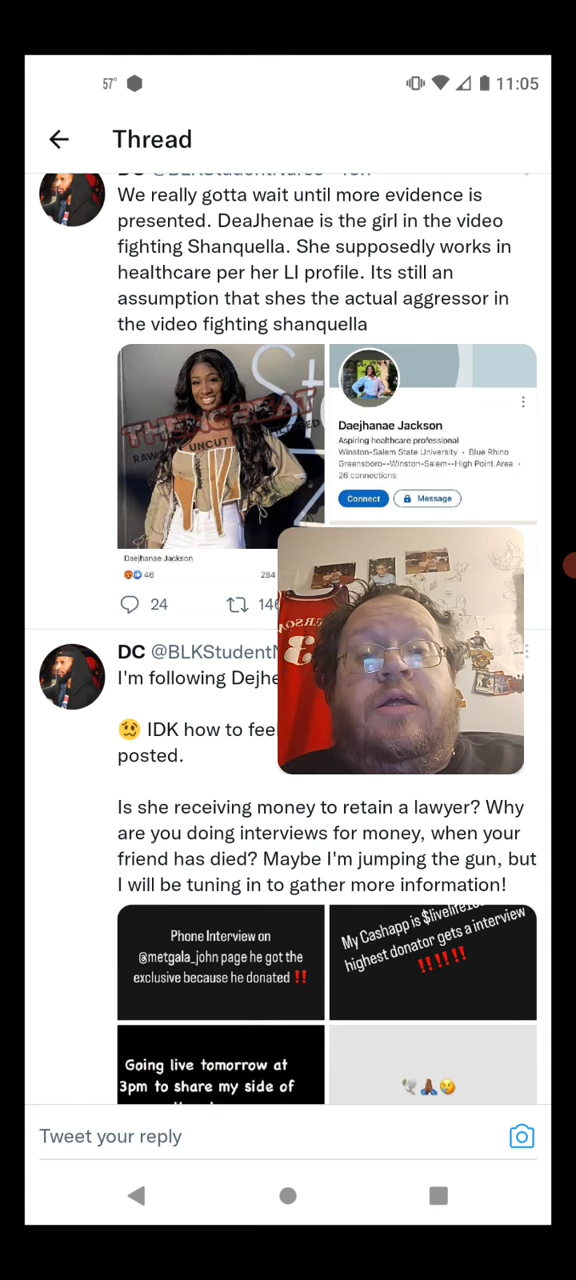 57°
11:05
Thread
We really gotta wait until more evidence is
presented. DeaJhenae is the girl in the video
fighting Shanquella. She supposedly works in
healthcare per her LI profile. Its still an
assumption that shes the actual aggressor in
the video fighting shanquella
UNCUT
Daejhanae Jackson
Aspiring healthcare professional
Winston-Salem State University • Blue Rhino
Greensboro--Winston-Salem--High Point Area •
26 connections
Connect
Message
Daejhanae Jackson
46
284
24
DC
I'm following
🥴 IDK how to
posted.
Is she receiving money to retain a lawyer? Why
are you doing interviews for money, when your
friend has died? Maybe I'm jumping the gun, but
I will be tuning in to gather more information!
Phone Interview on
@metgala_john page he got the
exclusive because he donated ‼️
My Cashapp is
highest donator gets a interview
‼️‼️‼️
Going live tomorrow at
3pm to share my side of
🕊️🙏🏾😢
Tweet your reply